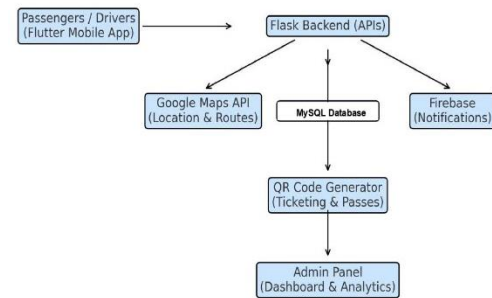 Passengers / Drivers
(Flutter Mobile App)
Flask Backend (APIs)
Google Maps API
(Location & Routes)
MySQL Database
Firebase
(Notifications)
QR Code Generator
(Ticketing & Passes)
Admin Panel
(Dashboard & Analytics)